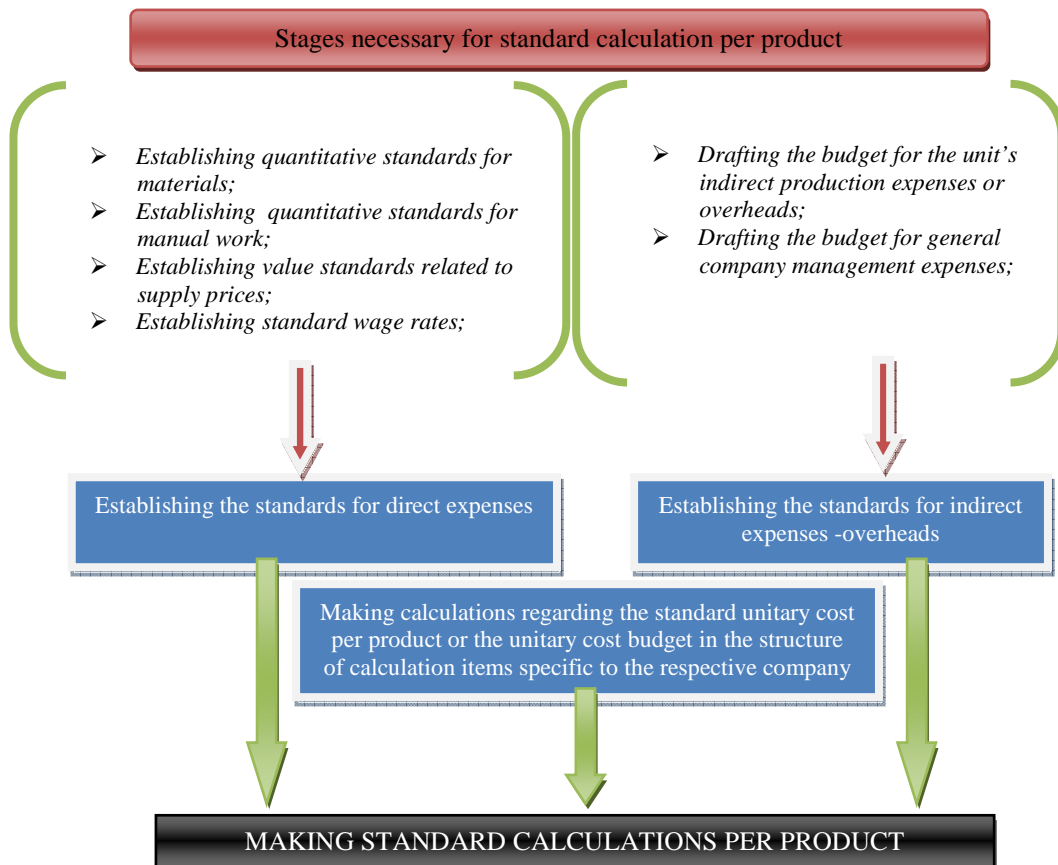 Stages necessary for standard calculation per product
➢ Establishing quantitative standards for
materials;
➢ Establishing quantitative standards for
manual work;
➢ Establishing value standards related to
supply prices;
➢ Establishing standard wage rates;
➢ Drafting the budget for the unit’s
indirect production expenses or
overheads;
➢ Drafting the budget for general
company management expenses;
Establishing the standards for direct expenses
Establishing the standards for indirect
expenses -overheads
Making calculations regarding the standard unitary cost
per product or the unitary cost budget in the structure
of calculation items specific to the respective company
MAKING STANDARD CALCULATIONS PER PRODUCT